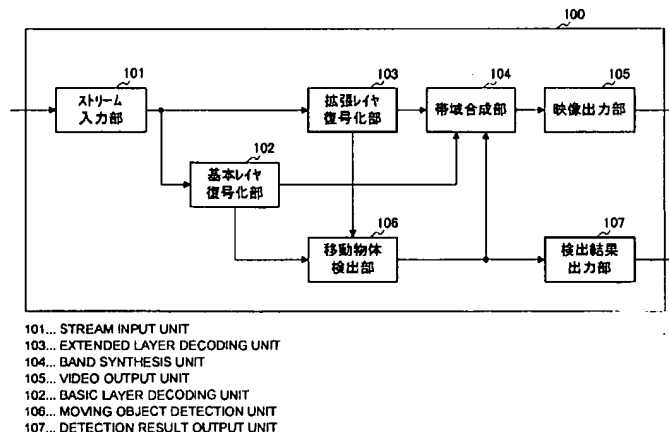 100
101
ストリーム
入力部
103
拡張レイヤ
復号化部
104
帯域合成部
105
映像出力部
102
基本レイヤ
復号化部
106
移動物体
検出部
107
検出結果
出力部
101... STREAM INPUT UNIT
103... EXTENDED LAYER DECODING UNIT
104... BAND SYNTHESIS UNIT
105... VIDEO OUTPUT UNIT
102... BASIC LAYER DECODING UNIT
106... MOVING OBJECT DETECTION UNIT
107... DETECTION RESULT OUTPUT UNIT